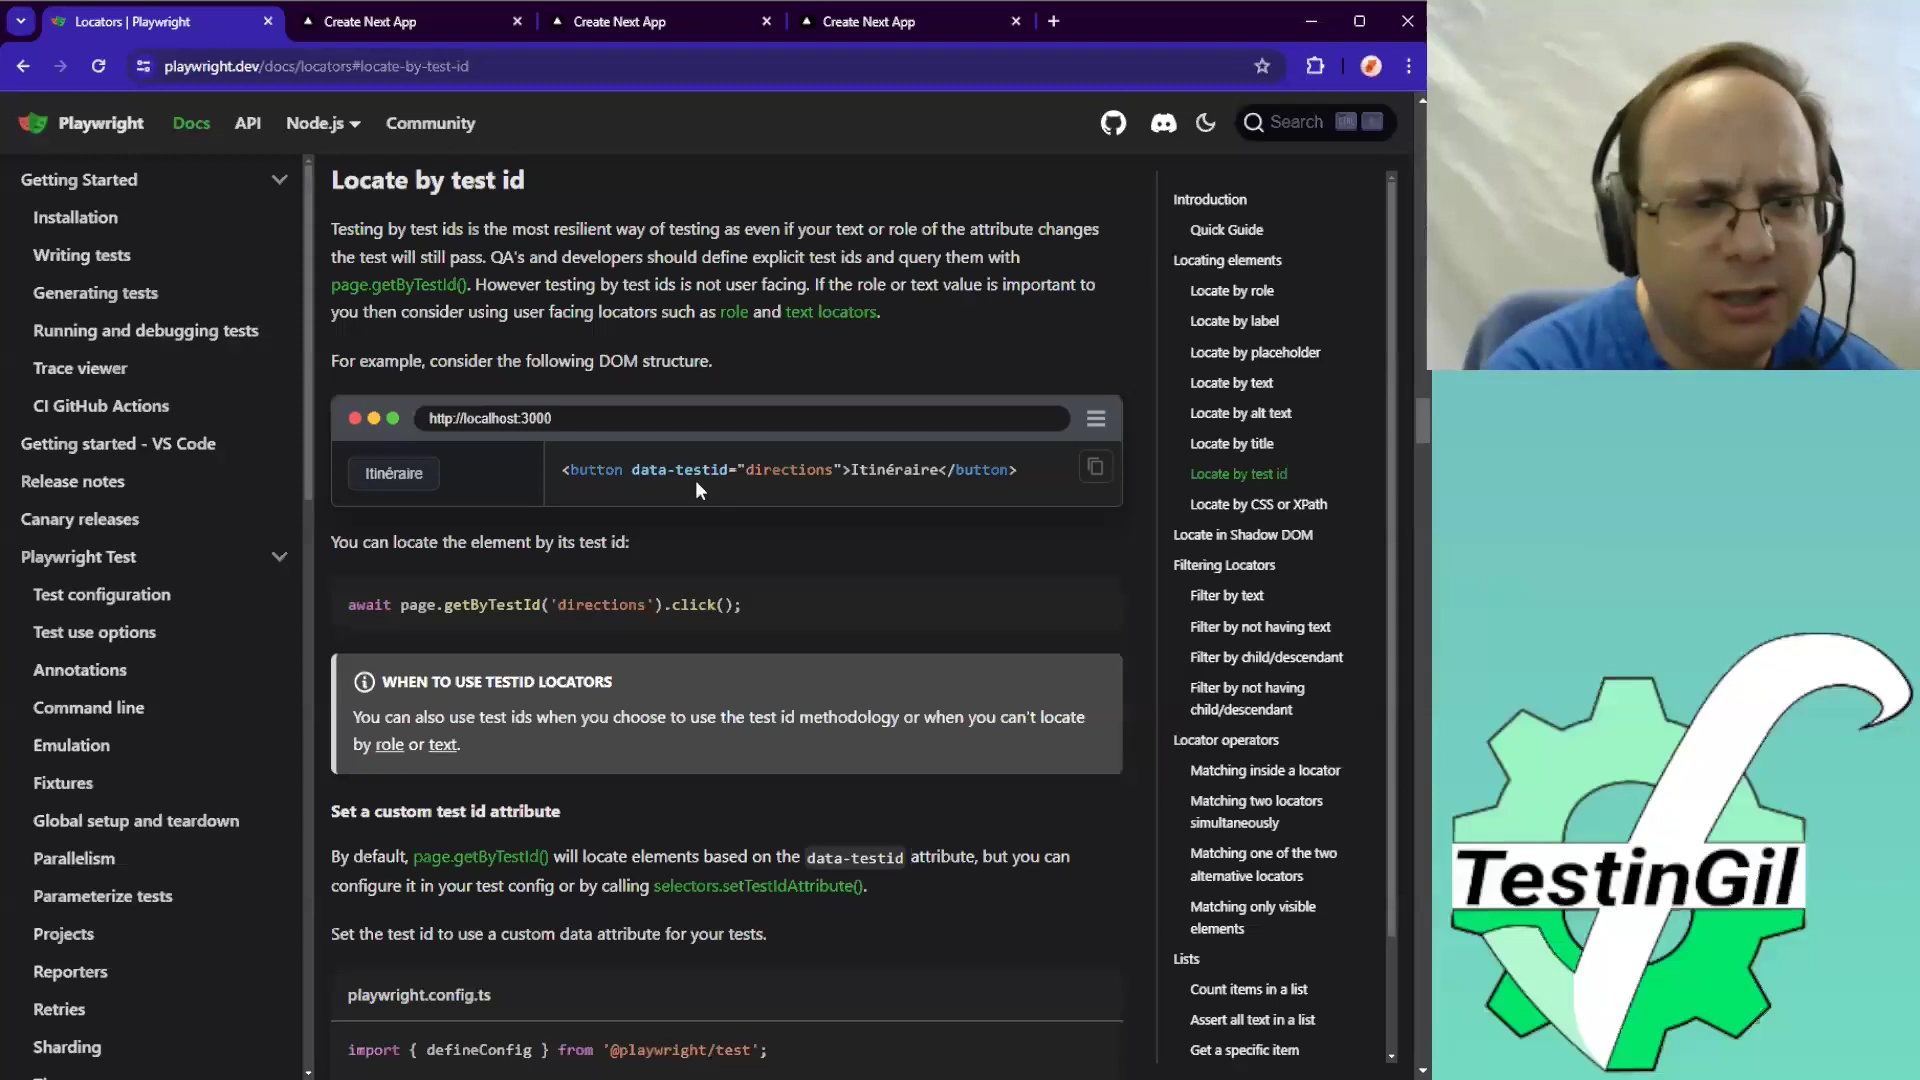 Locators | Playwright
Create Next App
Create Next App
Create Next App
playwright.dev/docs/locators#locate-by-test-id
Playwright
Docs
API
Node.js
Community
Search
Getting Started
Installation
Writing tests
Generating tests
Running and debugging tests
Trace viewer
CI GitHub Actions
Getting started - VS Code
Release notes
Canary releases
Playwright Test
Test configuration
Test use options
Annotations
Command line
Emulation
Fixtures
Global setup and teardown
Parallelism
Parameterize tests
Projects
Reporters
Retries
Sharding
Locate by test id
Testing by test ids is the most resilient way of testing as even if your text or role of the attribute changes
the test will still pass. QA's and developers should define explicit test ids and query them with
page.getByTestId(). However testing by test ids is not user facing. If the role or text value is important to
you then consider using user facing locators such as role and text locators.
For example, consider the following DOM structure.
http://localhost:3000
Itinéraire
<button data-testid="directions">Itinéraire</button>
You can locate the element by its test id:
await page.getByTestId('directions').click();
WHEN TO USE TESTID LOCATORS
You can also use test ids when you choose to use the test id methodology or when you can't locate
by role or text.
Set a custom test id attribute
By default, page.getByTestId() will locate elements based on the data-testid attribute, but you can
configure it in your test config or by calling selectors.setTestIdAttribute().
Set the test id to use a custom data attribute for your tests.
playwright.config.ts
import { defineConfig } from '@playwright/test';
Introduction
Quick Guide
Locating elements
Locate by role
Locate by label
Locate by placeholder
Locate by text
Locate by alt text
Locate by title
Locate by test id
Locate by CSS or XPath
Locate in Shadow DOM
Filtering Locators
Filter by text
Filter by not having text
Filter by child/descendant
Filter by not having
child/descendant
Locator operators
Matching inside a locator
Matching two locators
simultaneously
Matching one of the two
alternative locators
Matching only visible
elements
Lists
Count items in a list
Assert all text in a list
Get a specific item
TestinGil